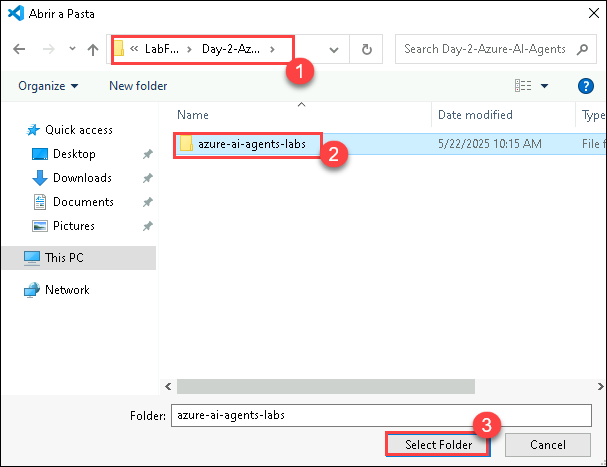 Abrir a Pasta
« LabF... > Day-2-Az... >
Search Day-2-Azure-AI-Agents
1
Organize
New folder
?
Name
Date modified
Type
Quick access
Desktop
Downloads
Documents
Pictures
This PC
Network
azure-ai-agents-labs
5/22/2025 10:15 AM
File f
2
Folder:
azure-ai-agents-labs
3
Select Folder
Cancel